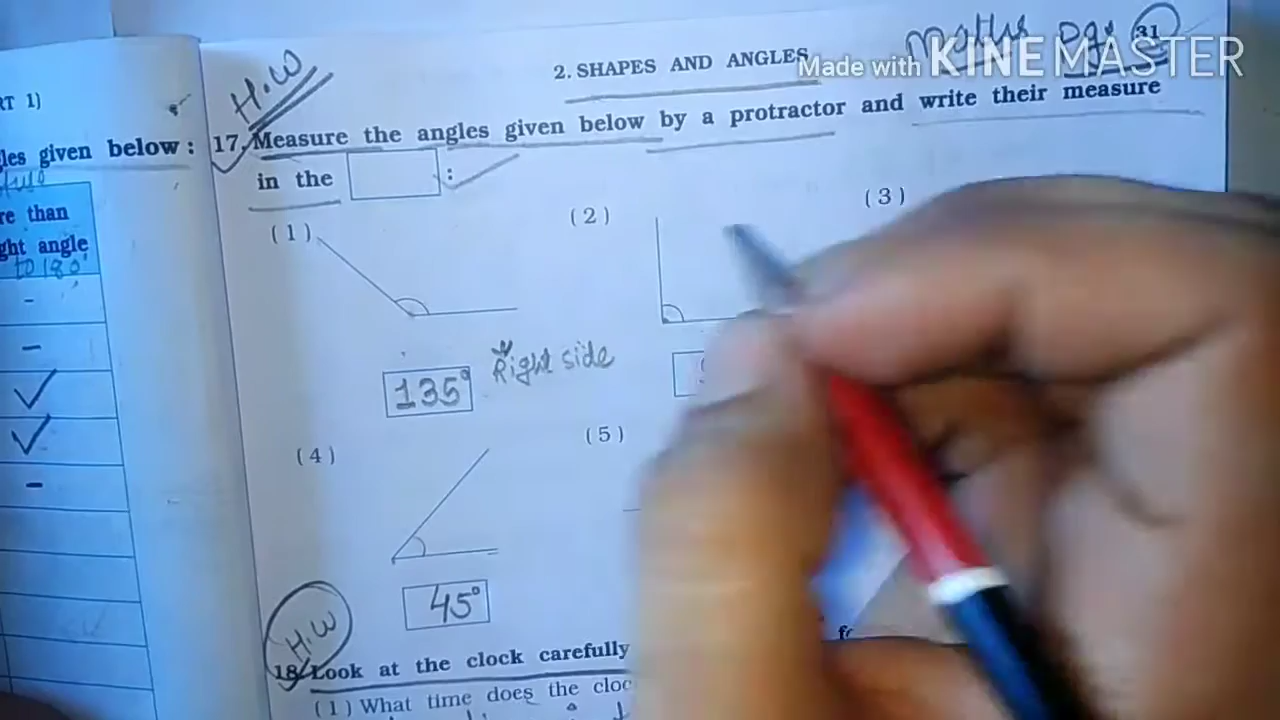 maths pg. 31
Made with KINEMASTER
2. SHAPES AND ANGLES
H.W
RT 1)
les given below :
re than
ght angle
to 180°
-
-
✓
✓
-
17. Measure the angles given below by a protractor and write their measure
in the :
(1)
(2)
(3)
135° Right side
(4)
(5)
45°
H.W
18. Look at the clock carefully
(1) What time does the cloc